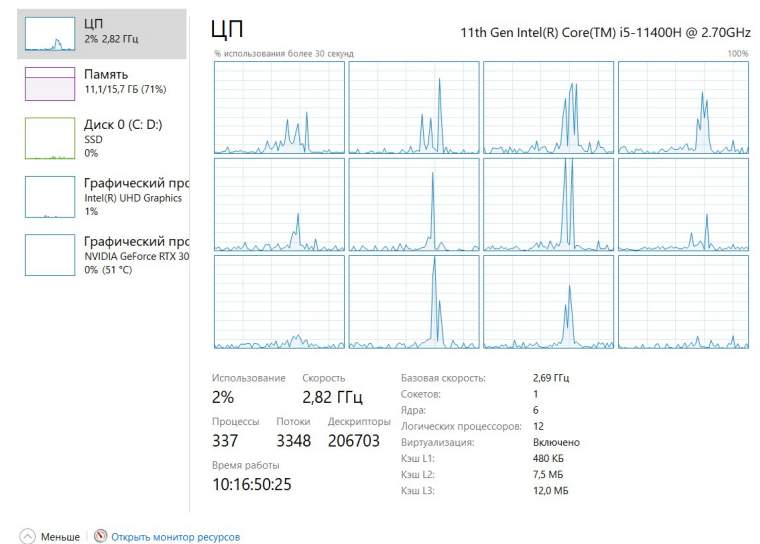 ЦП
2% 2,82 ГГц
Память
11,1/15,7 ГБ (71%)
Диск 0 (C: D:)
SSD
0%
Графический прс
Intel(R) UHD Graphics
1%
Графический прс
NVIDIA GeForce RTX 30
0% (51 °C)
ЦП
11th Gen Intel(R) Core(TM) i5-11400H @ 2.70GHz
% использования более 30 секунд
100%
Использование Скорость
2% 2,82 ГГц
Процессы Потоки Дескрипторы
337 3348 206703
Время работы
10:16:50:25
Базовая скорость: 2,69 ГГц
Сокетов: 1
Ядра: 6
Логических процессоров: 12
Виртуализация: Включено
Кэш L1: 480 КБ
Кэш L2: 7,5 МБ
Кэш L3: 12,0 МБ
Меньше
Открыть монитор ресурсов